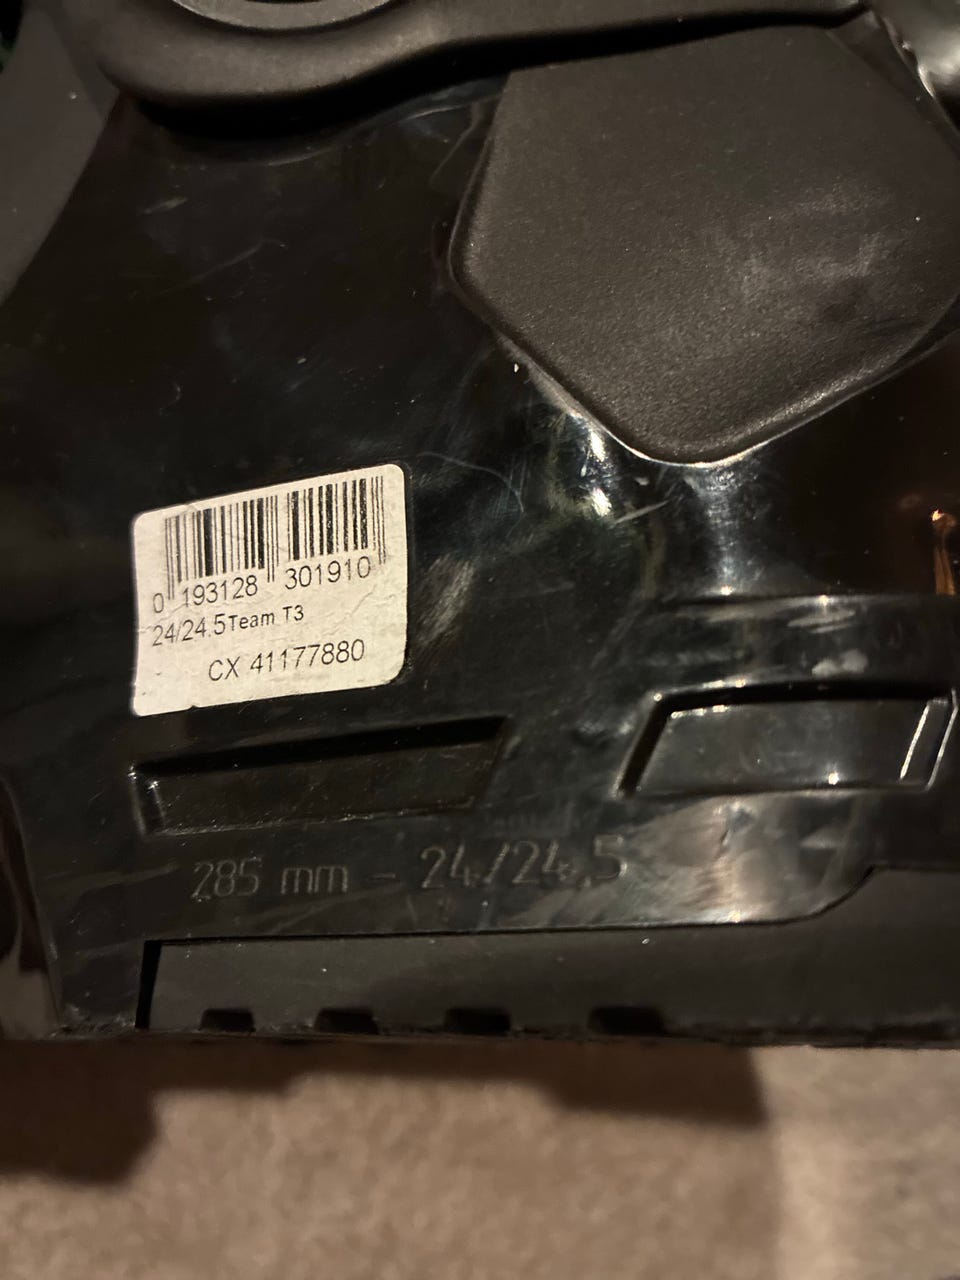 0 193128 301910
24/24.5Team T3
CX 41177880
285 mm - 24/24.5